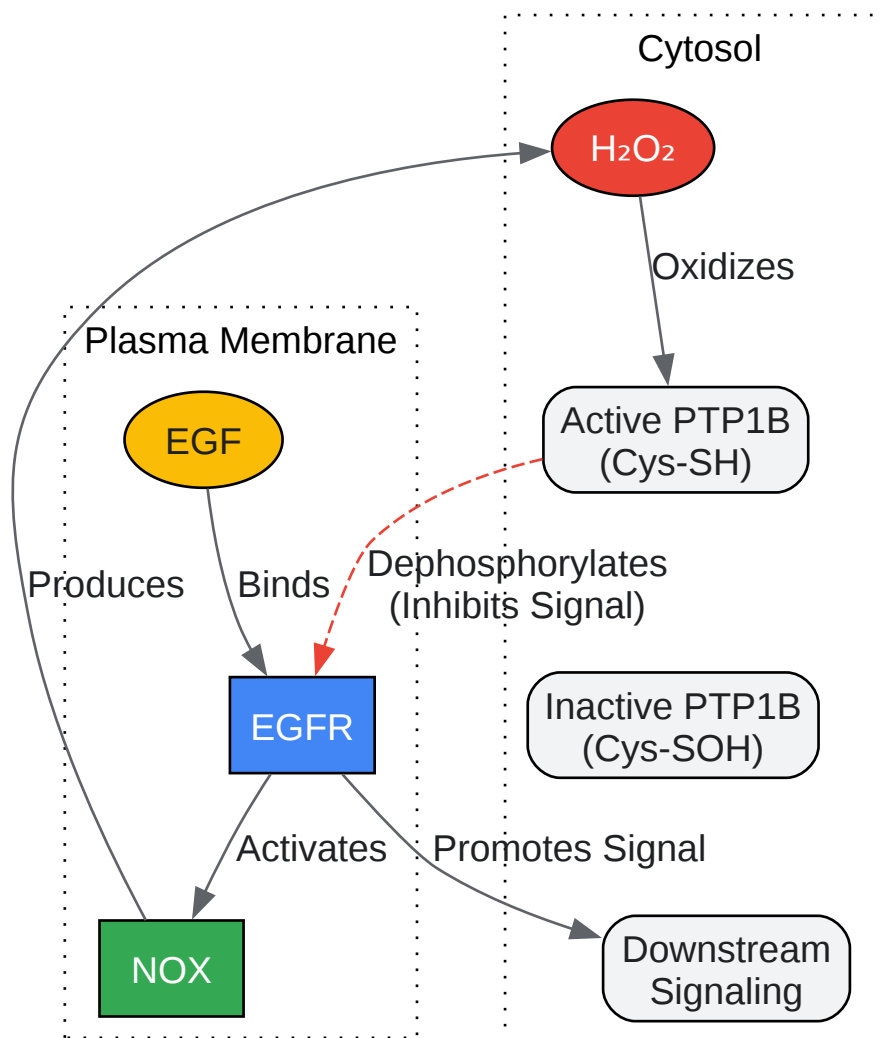 Cytosol
H₂O₂
Oxidizes
Plasma Membrane
EGF
Active PTP1B
(Cys-SH)
Produces
Binds
Dephosphorylates
(Inhibits Signal)
EGFR
Inactive PTP1B
(Cys-SOH)
Activates
Promotes Signal
NOX
Downstream
Signaling